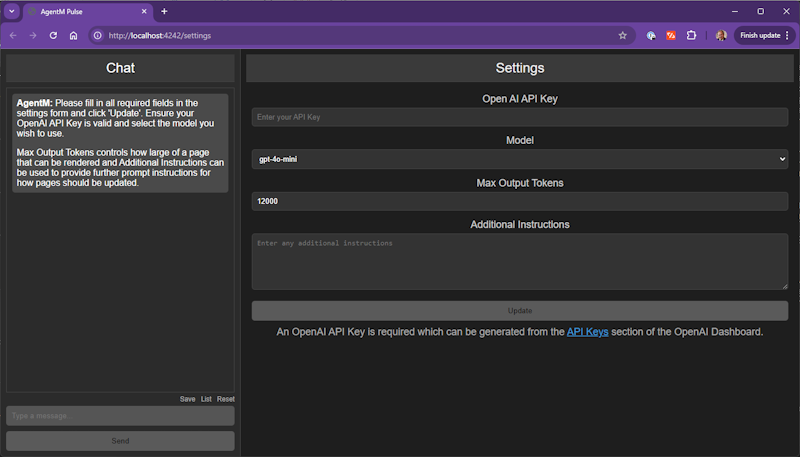 AgentM Pulse
http://localhost:4242/settings
Finish update
Chat
AgentM: Please fill in all required fields in the
settings form and click 'Update'. Ensure your
OpenAI API Key is valid and select the model you
wish to use.
Max Output Tokens controls how large of a page
that can be rendered and Additional Instructions can
be used to provide further prompt instructions for
how pages should be updated.
Save List Reset
Type a message...
Send
Settings
Open AI API Key
Enter your API Key
Model
gpt-4o-mini
Max Output Tokens
12000
Additional Instructions
Enter any additional instructions
Update
An OpenAI API Key is required which can be generated from the API Keys section of the OpenAI Dashboard.